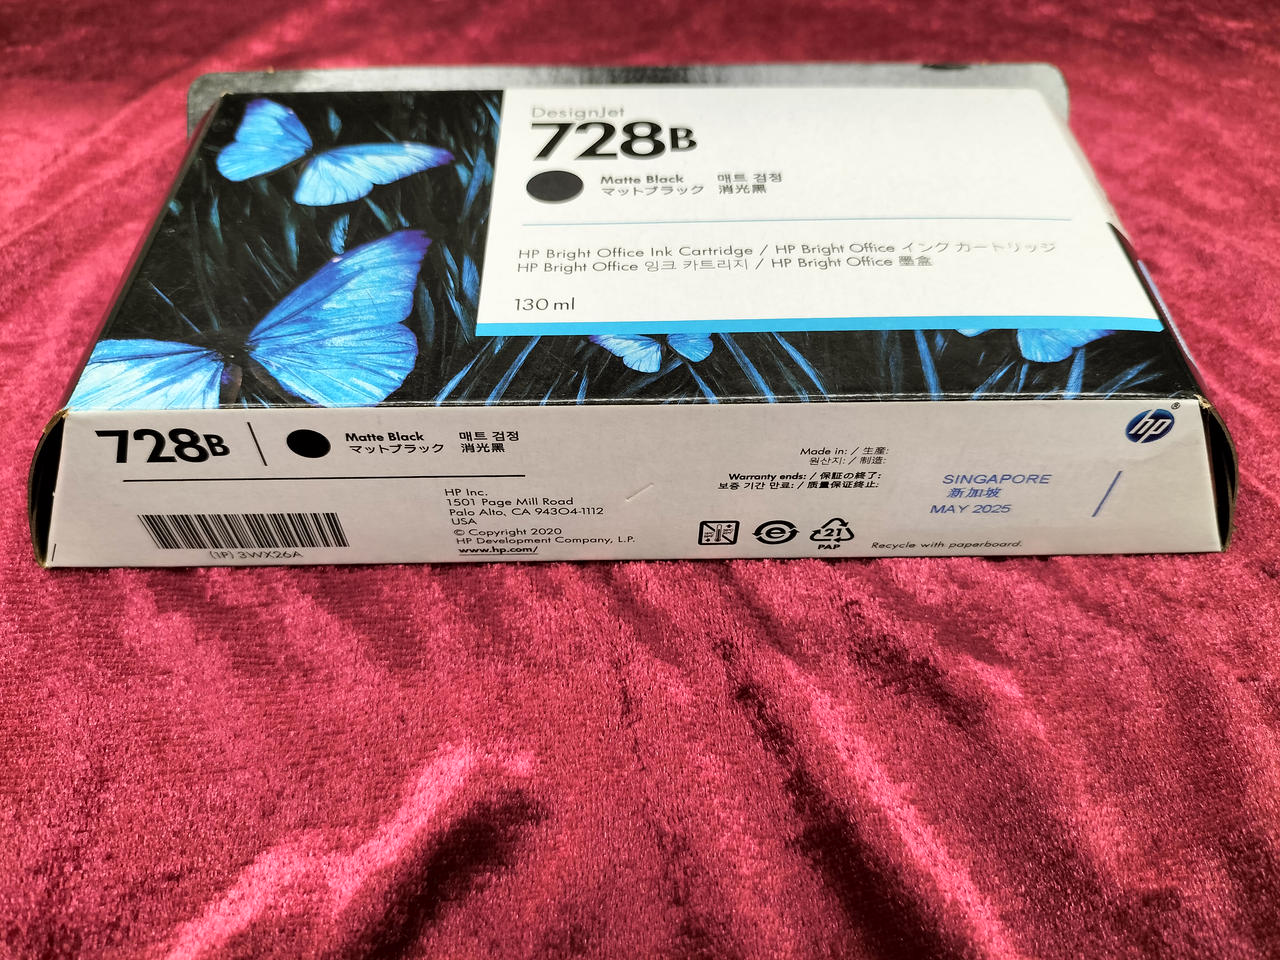 DesignJet
728B
Matte Black 매트 검정
マットブラック 消光黑
HP Bright Office Ink Cartridge / HP Bright Office インク カートリッジ
HP Bright Office 잉크 카트리지 / HP Bright Office 墨盒
130 ml
728B
Matte Black 매트 검정
マットブラック 消光黑
(1P) 3WX26A
HP Inc.
1501 Page Mill Road
Palo Alto, CA 94304-1112
USA
© Copyright 2020
HP Development Company, L.P.
www.hp.com/
Made in: / 生産:
원산지: / 制造:
Warranty ends: / 保証の終了:
보증 기간 만료: / 质量保证终止:
SINGAPORE
新加坡
MAY 2025
hp®
21
PAP
Recycle with paperboard.